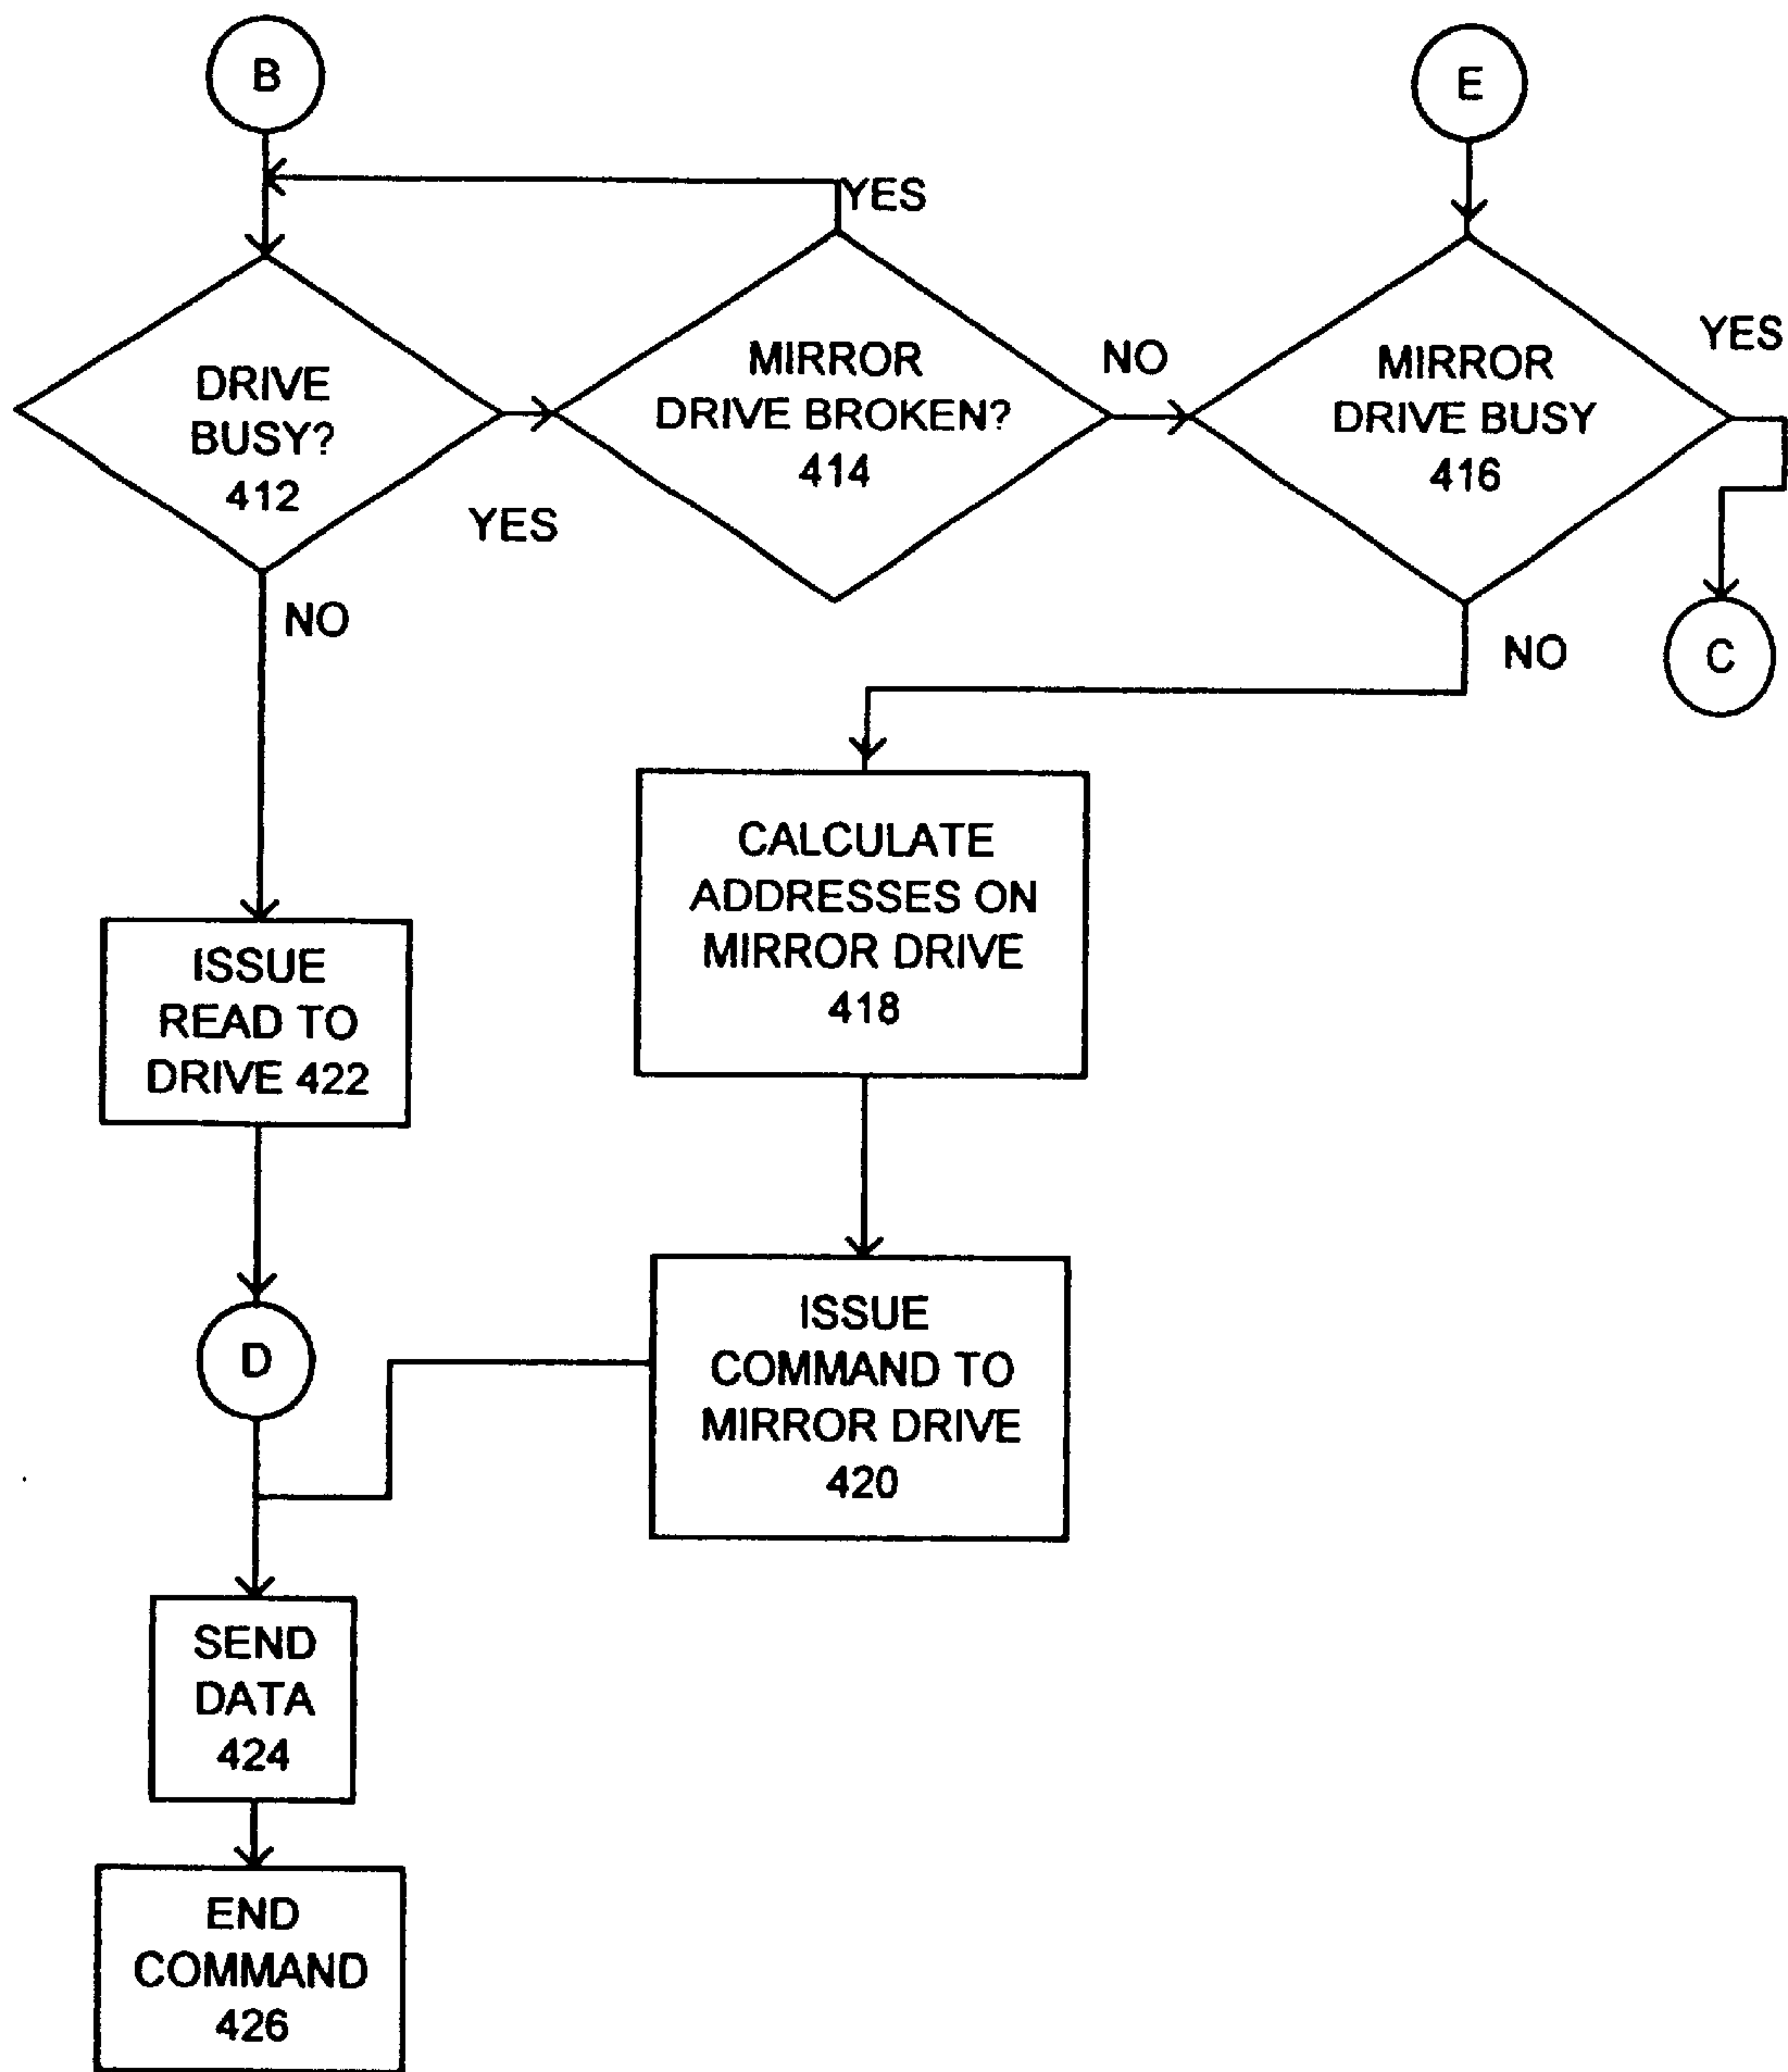 B
E
YES
DRIVE
BUSY?
412
YES
MIRROR
DRIVE BROKEN?
414
NO
MIRROR
DRIVE BUSY
416
YES
NO
NO
C
CALCULATE
ADDRESSES ON
MIRROR DRIVE
418
ISSUE
READ TO
DRIVE 422
D
ISSUE
COMMAND TO
MIRROR DRIVE
420
SEND
DATA
424
END
COMMAND
426